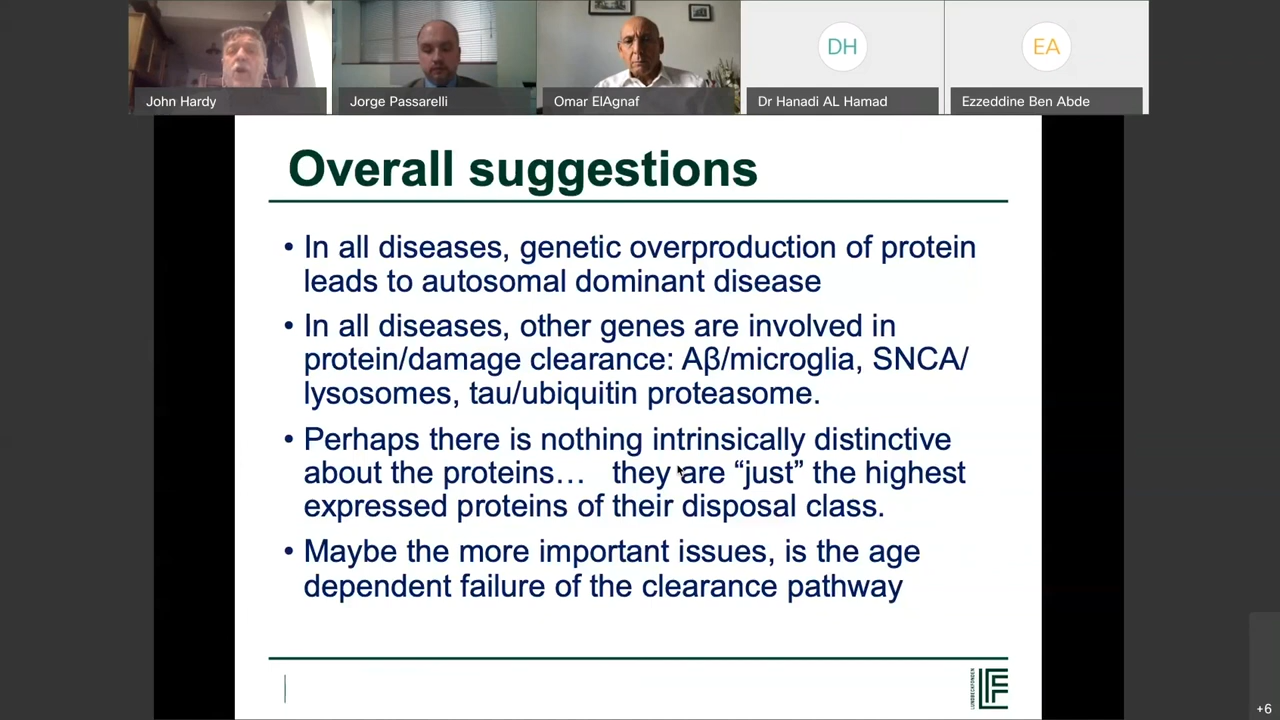 DH
EA
John Hardy
Jorge Passarelli
Omar ElAgnaf
Dr Hanadi AL Hamad
Ezzeddine Ben Abde
Overall suggestions
• In all diseases, genetic overproduction of protein
leads to autosomal dominant disease
• In all diseases, other genes are involved in
protein/damage clearance: Aβ/microglia, SNCA/
lysosomes, tau/ubiquitin proteasome.
• Perhaps there is nothing intrinsically distinctive
about the proteins… they are “just” the highest
expressed proteins of their disposal class.
• Maybe the more important issues, is the age
dependent failure of the clearance pathway
LUNDBECKFONDEN
+6